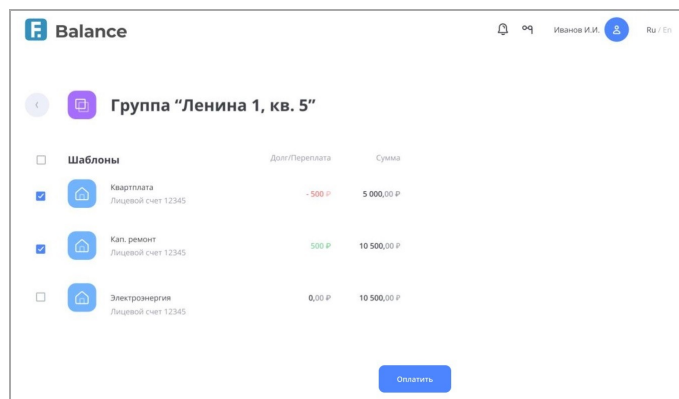 F. Balance
Иванов И.И.
Ru / En
Группа “Ленина 1, кв. 5”
Шаблоны Долг/Переплата Сумма
Квартплата
Лицевой счет 12345
- 500 ₽ 5 000,00 ₽
Кап. ремонт
Лицевой счет 12345
500 ₽ 10 500,00 ₽
Электроэнергия
Лицевой счет 12345
0,00 ₽ 10 500,00 ₽
Оплатить